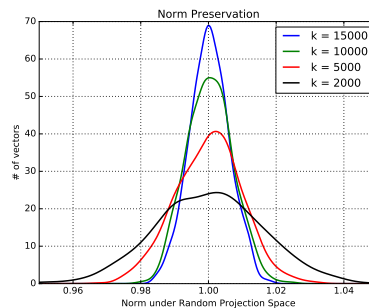 Norm Preservation
k = 15000
k = 10000
k = 5000
k = 2000
# of vectors
70
60
50
40
30
20
10
0
0.96 0.98 1.00 1.02 1.04
Norm under Random Projection Space